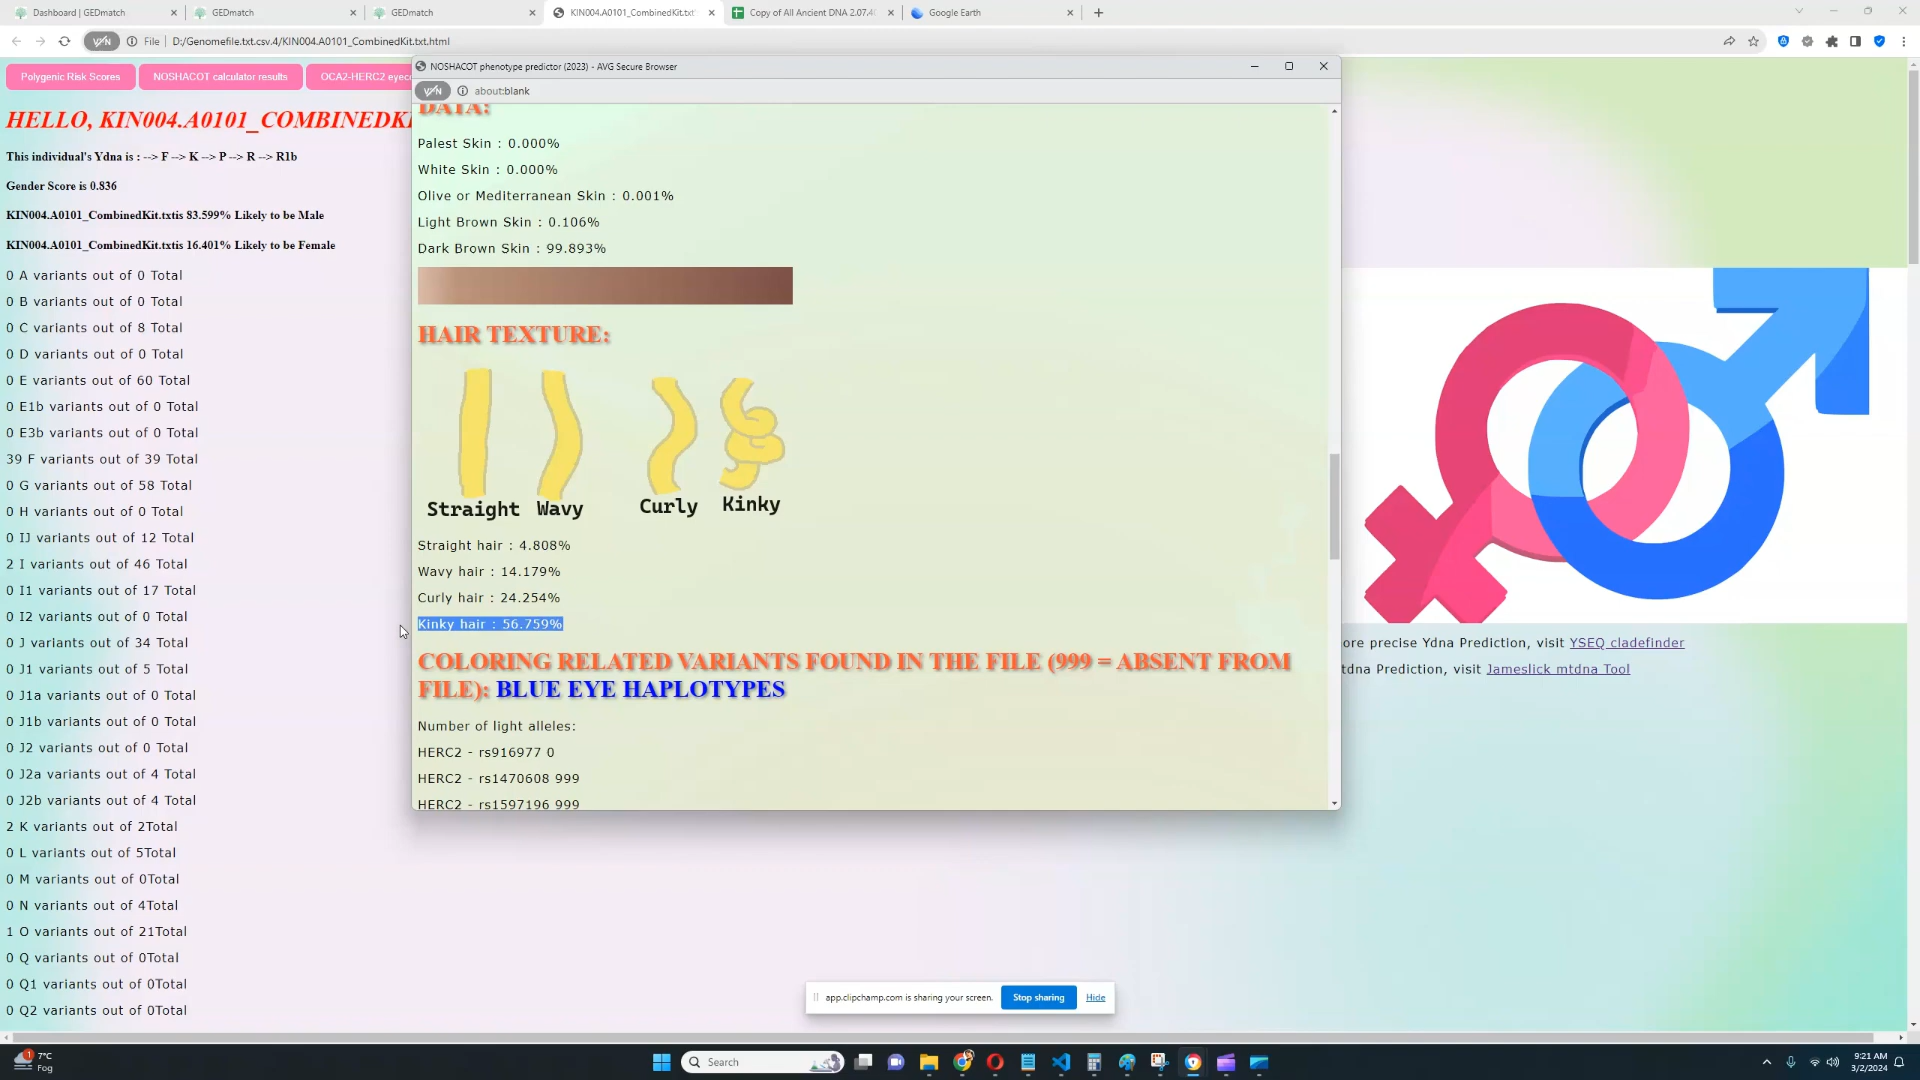 Dashboard | GEDmatch
GEDmatch
GEDmatch
KIN004.A0101_CombinedKit.txt
Copy of All Ancient DNA 2.07.40
Google Earth
VPN
File
D:/Genomefile.txt.csv.4/KIN004.A0101_CombinedKit.txt.html
Polygenic Risk Scores
NOSHACOT calculator results
OCA2-HERC2 eyeco
HELLO, KIN004.A0101_COMBINEDKI
This individual's Ydna is : --> F --> K --> P --> R --> R1b
Gender Score is 0.836
KIN004.A0101_CombinedKit.txtis 83.599% Likely to be Male
KIN004.A0101_CombinedKit.txtis 16.401% Likely to be Female
0 A variants out of 0 Total
0 B variants out of 0 Total
0 C variants out of 8 Total
0 D variants out of 0 Total
0 E variants out of 60 Total
0 E1b variants out of 0 Total
0 E3b variants out of 0 Total
39 F variants out of 39 Total
0 G variants out of 58 Total
0 H variants out of 0 Total
0 IJ variants out of 12 Total
2 I variants out of 46 Total
0 I1 variants out of 17 Total
0 I2 variants out of 0 Total
0 J variants out of 34 Total
0 J1 variants out of 5 Total
0 J1a variants out of 0 Total
0 J1b variants out of 0 Total
0 J2 variants out of 0 Total
0 J2a variants out of 4 Total
0 J2b variants out of 4 Total
2 K variants out of 2Total
0 L variants out of 5Total
0 M variants out of 0Total
0 N variants out of 4Total
1 O variants out of 21Total
0 Q variants out of 0Total
0 Q1 variants out of 0Total
0 Q2 variants out of 0Total
NOSHACOT phenotype predictor (2023) - AVG Secure Browser
VPN
about:blank
DATA:
Palest Skin : 0.000%
White Skin : 0.000%
Olive or Mediterranean Skin : 0.001%
Light Brown Skin : 0.106%
Dark Brown Skin : 99.893%
HAIR TEXTURE:
Straight Wavy Curly Kinky
Straight hair : 4.808%
Wavy hair : 14.179%
Curly hair : 24.254%
Kinky hair : 56.759%
COLORING RELATED VARIANTS FOUND IN THE FILE (999 = ABSENT FROM
FILE): BLUE EYE HAPLOTYPES
Number of light alleles:
HERC2 - rs916977 0
HERC2 - rs1470608 999
HERC2 - rs1597196 999
ore precise Ydna Prediction, visit YSEQ cladefinder
tdna Prediction, visit Jameslick mtdna Tool
app.clipchamp.com is sharing your screen.
Stop sharing
Hide
1
7°C
Fog
Search
9:21 AM
3/2/2024